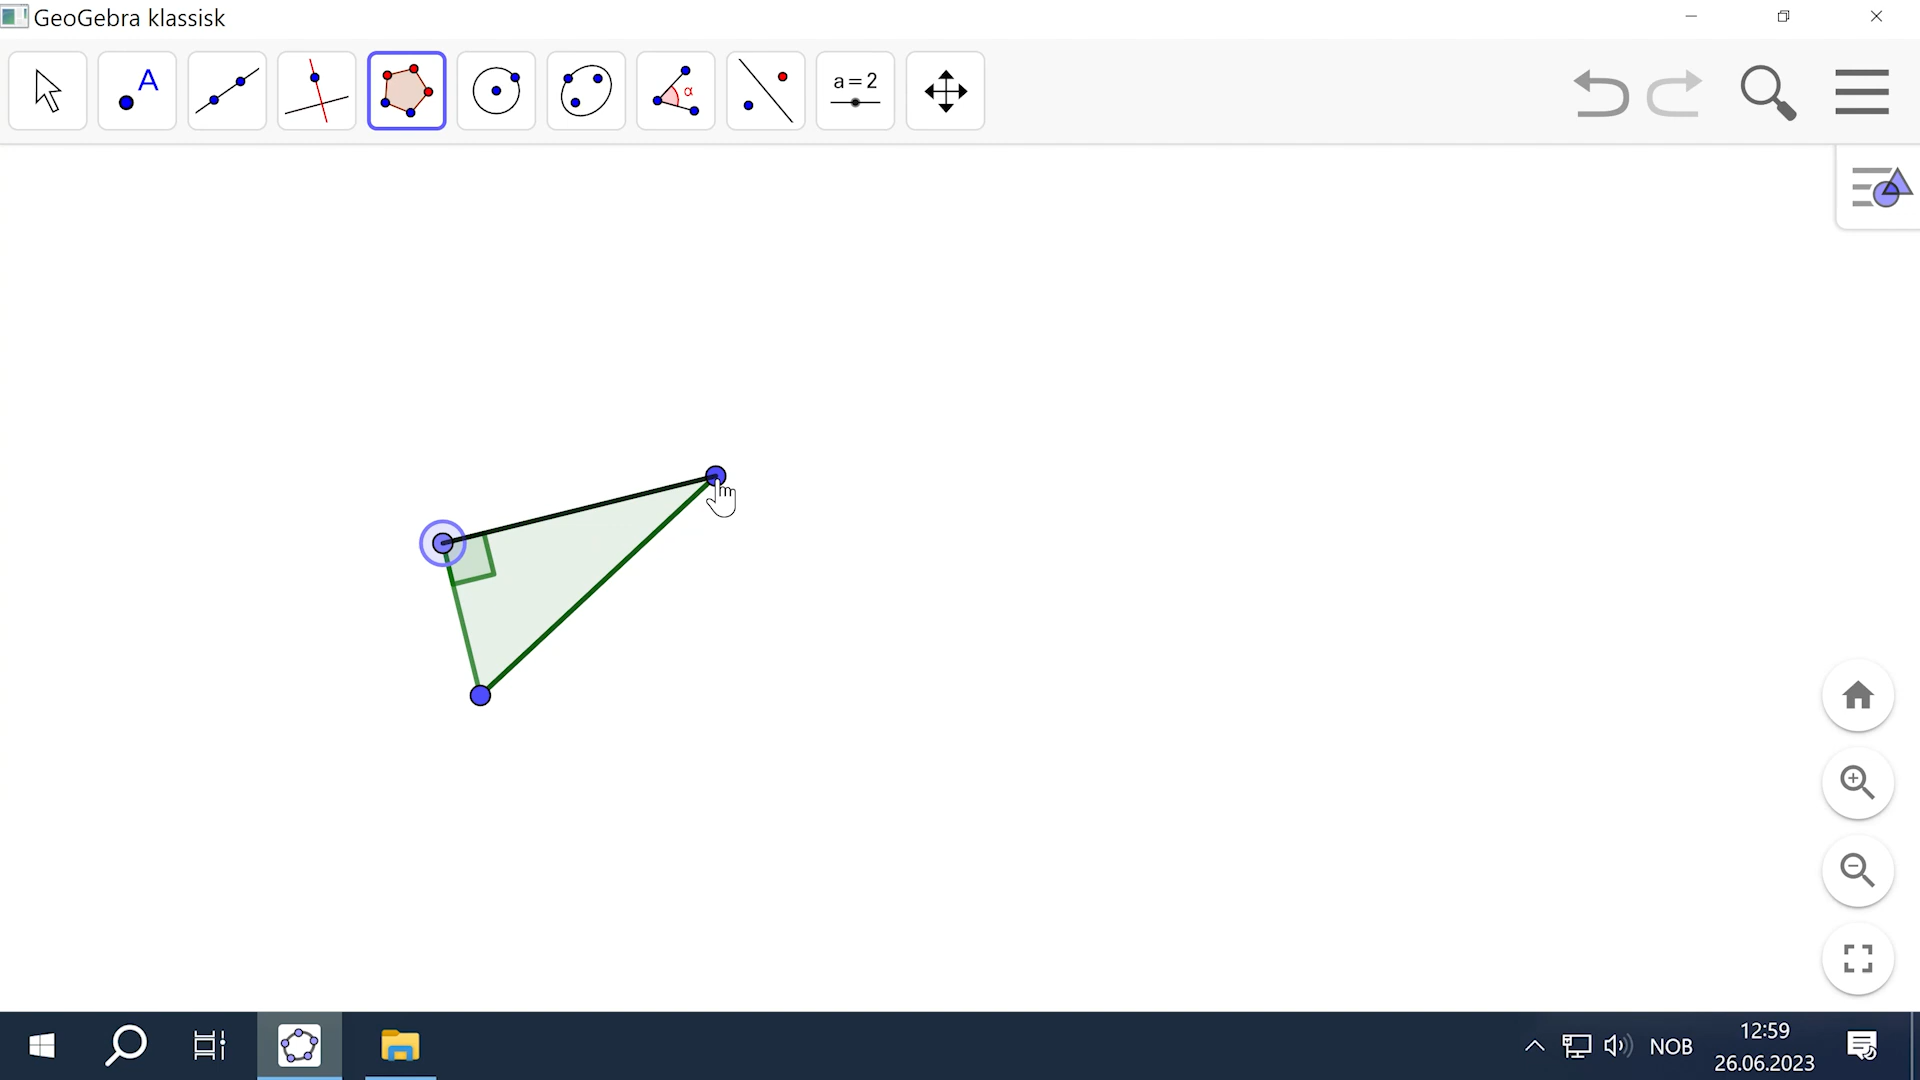 GeoGebra klassisk
A
α
a = 2
NOB
12:59
26.06.2023